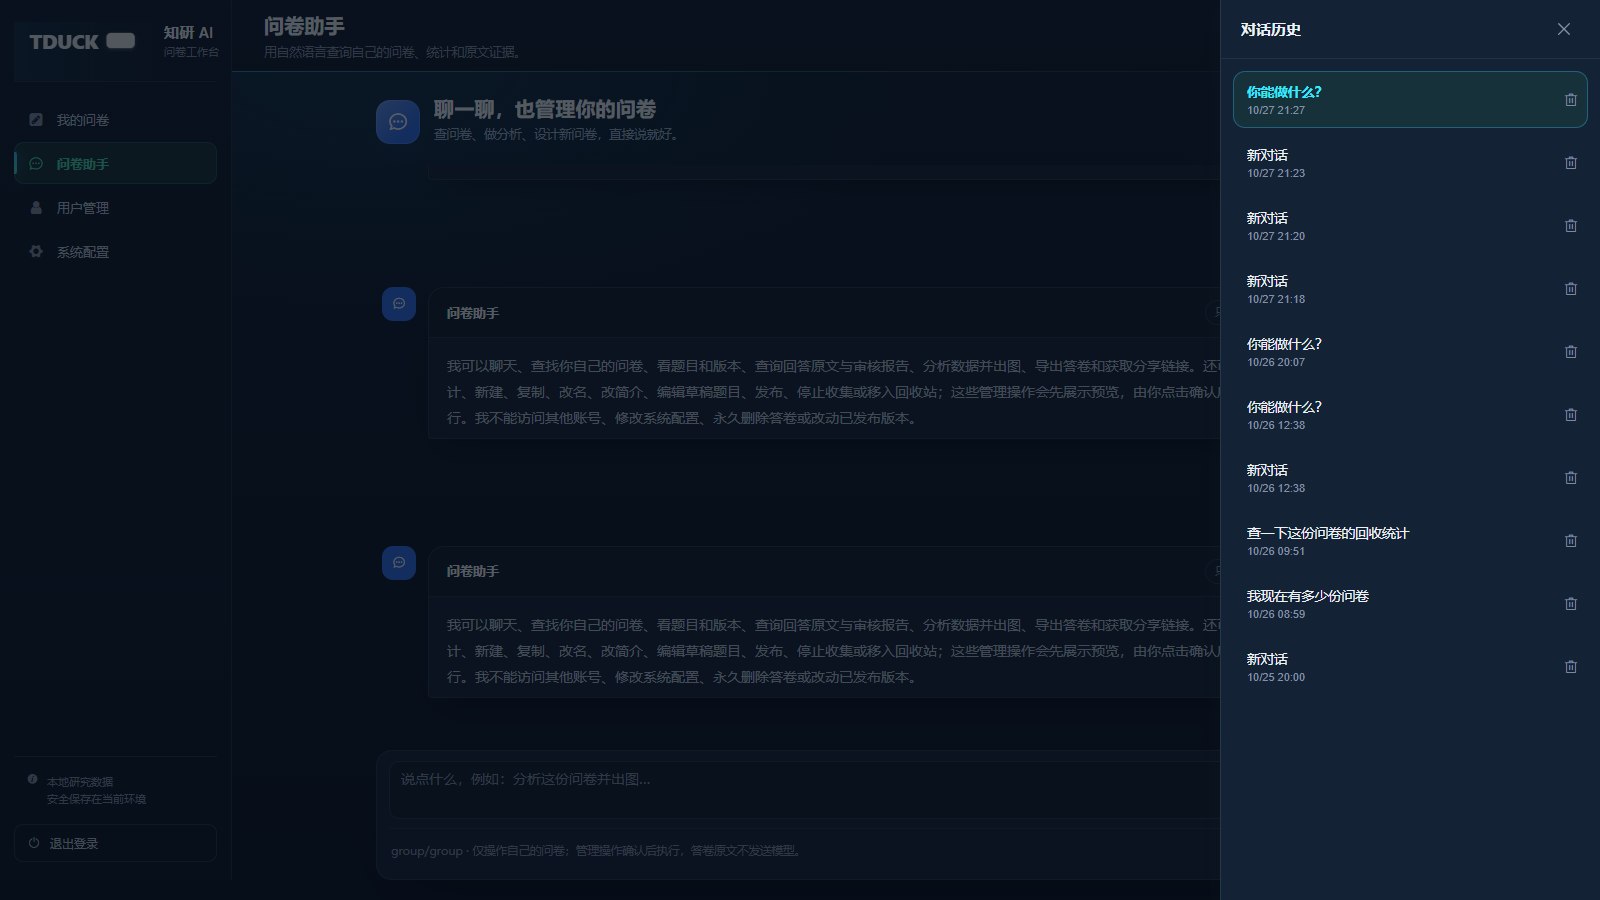 TDUCK
知研 AI
问卷工作台
我的问卷
问卷助手
用户管理
系统配置
本地研究数据
安全保存在当前环境
退出登录
问卷助手
用自然语言查询自己的问卷、统计和原文证据。
聊一聊，也管理你的问卷
查问卷、做分析、设计新问卷，直接说就好。
问卷助手
我可以聊天、查找你自己的问卷、看题目和版本、查询回答原文与审核报告、分析数据并出图、导出答卷和获取分享链接。还
计、新建、复制、改名、改简介、编辑草稿题目、发布、停止收集或移入回收站；这些管理操作会先展示预览，由你点击确认
行。我不能访问其他账号、修改系统配置、永久删除答卷或改动已发布版本。
问卷助手
我可以聊天、查找你自己的问卷、看题目和版本、查询回答原文与审核报告、分析数据并出图、导出答卷和获取分享链接。还
计、新建、复制、改名、改简介、编辑草稿题目、发布、停止收集或移入回收站；这些管理操作会先展示预览，由你点击确认
行。我不能访问其他账号、修改系统配置、永久删除答卷或改动已发布版本。
说点什么，例如：分析这份问卷并出图...
group/group · 仅操作自己的问卷；管理操作确认后执行，答卷原文不发送模型。
对话历史
你能做什么？
10/27 21:27
新对话
10/27 21:23
新对话
10/27 21:20
新对话
10/27 21:18
你能做什么？
10/26 20:07
你能做什么？
10/26 12:38
新对话
10/26 12:38
查一下这份问卷的回收统计
10/26 09:51
我现在有多少份问卷
10/26 08:59
新对话
10/25 20:00